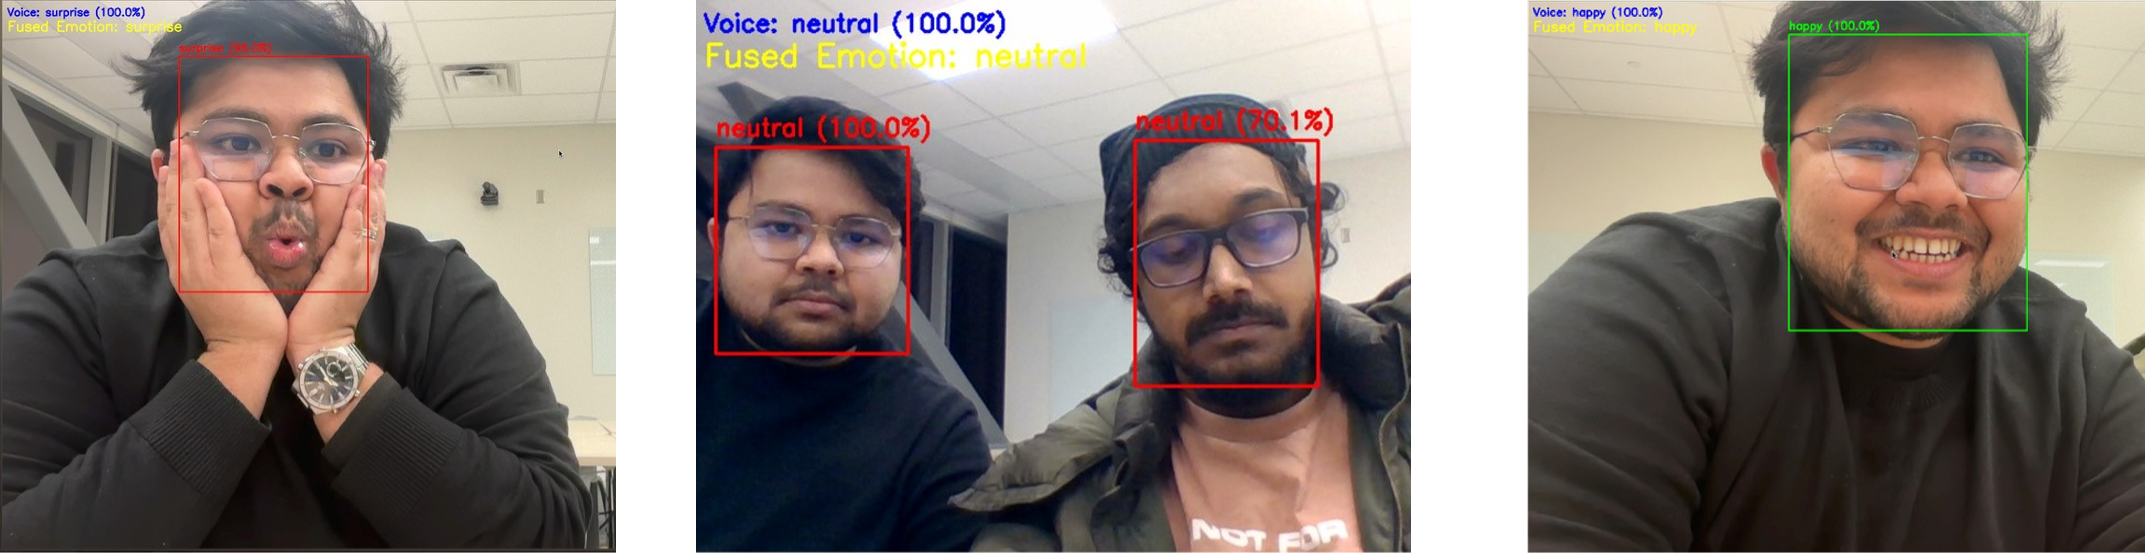 Voice: surprise (100.0%)
Fused Emotion: surprise
surprise
Voice: neutral (100.0%)
Fused Emotion: neutral
neutral (100.0%)
neutral (70.1%)
NOT FOR
Voice: happy (100.0%)
Fused Emotion: happy
happy (100.0%)